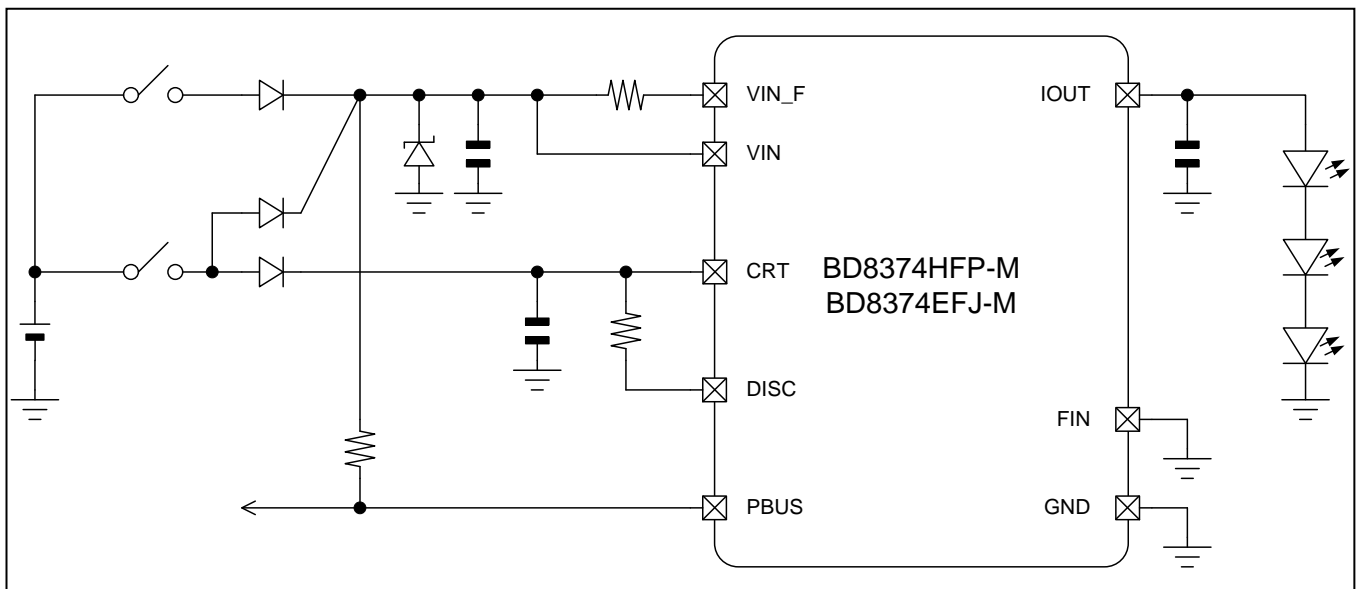 VIN_F
IOUT
VIN
CRT
BD8374HFP-M
BD8374EFJ-M
DISC
FIN
PBUS
GND